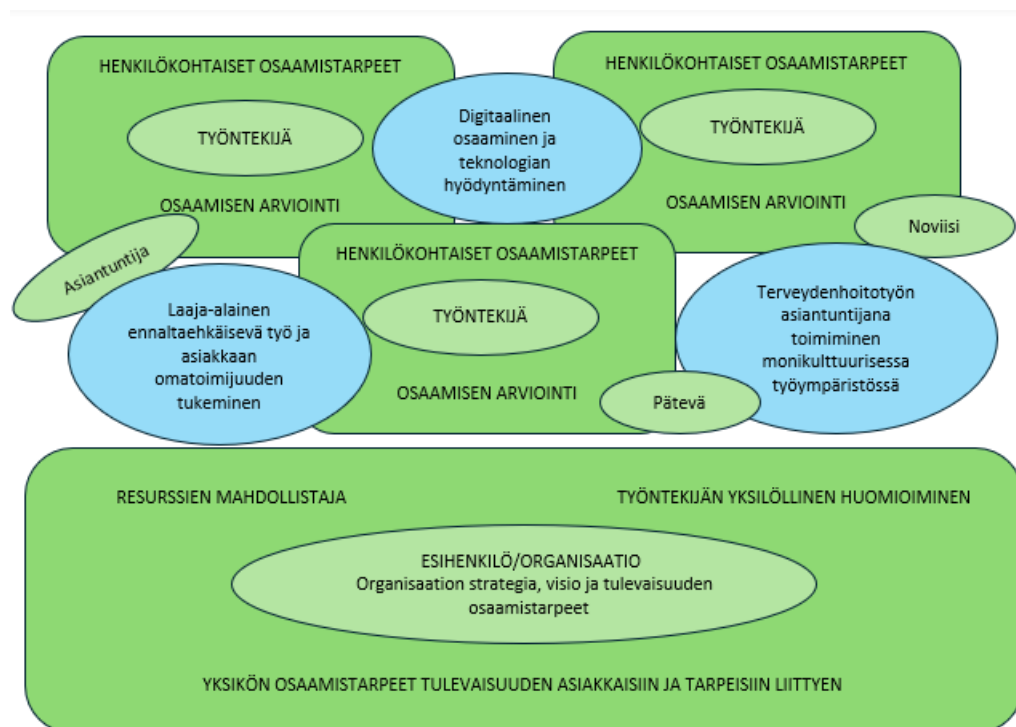 HENKILÖKOHTAISET OSAAMISTARPEET
TYÖNTEKIJÄ
OSAAMISEN ARVIOINTI
Asiantuntija
Digitaalinen
osaaminen ja
teknologian
hyödyntäminen
HENKILÖKOHTAISET OSAAMISTARPEET
TYÖNTEKIJÄ
OSAAMISEN ARVIOINTI
Noviisi
Laaja-alainen
ennaltaehkäisevä työ ja
asiakkaan
omatoimijuuden
tukeminen
HENKILÖKOHTAISET OSAAMISTARPEET
TYÖNTEKIJÄ
OSAAMISEN ARVIOINTI
Pätevä
Terveydenhoitotyön
asiantuntijana
toimiminen
monikulttuurisessa
työympäristössä
RESURSSIEN MAHDOLLISTAJA
TYÖNTEKIJÄN YKSILÖLLINEN HUOMIOIMINEN
ESIHENKILÖ/ORGANISAATIO
Organisaation strategia, visio ja tulevaisuuden
osaamistarpeet
YKSIKÖN OSAAMISTARPEET TULEVAISUUDEN ASIAKKAISIIN JA TARPEISIIN LIITTYEN